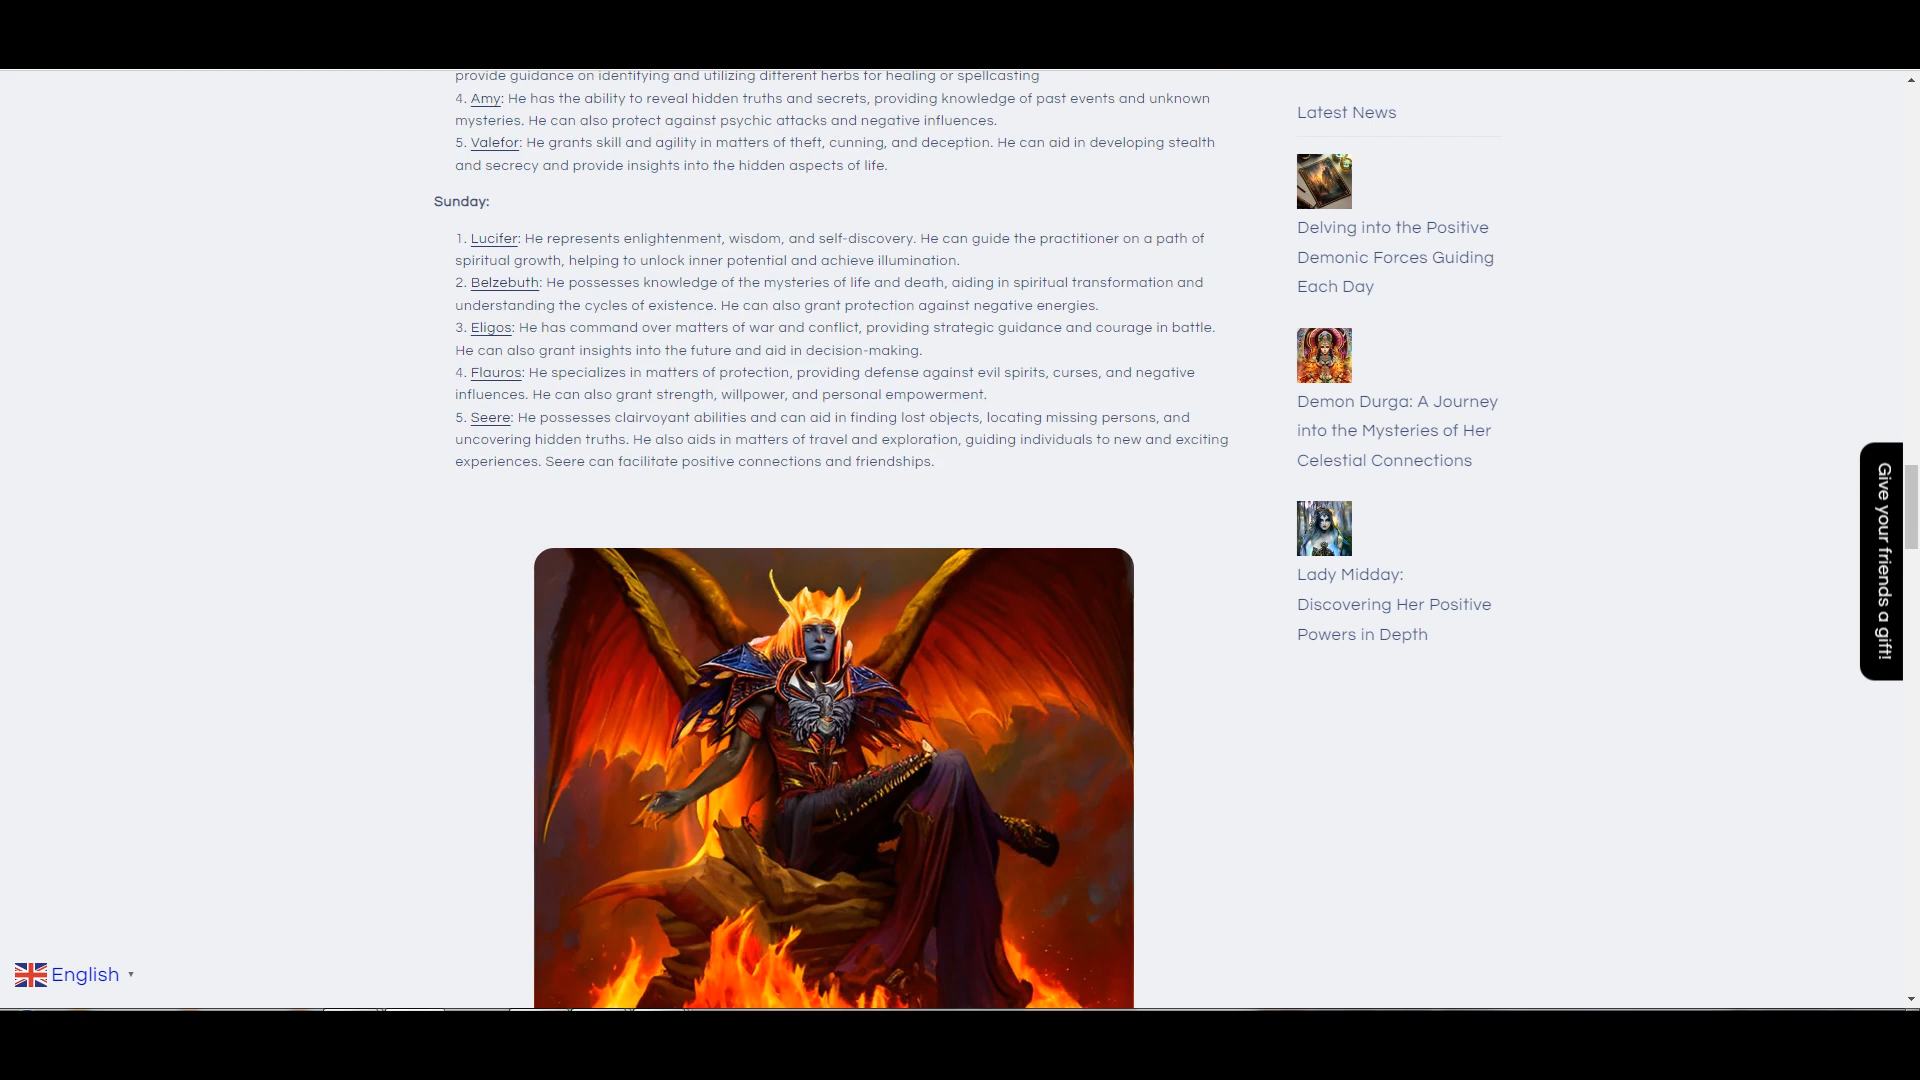 provide guidance on identifying and utilizing different herbs for healing or spellcasting
4. Amy: He has the ability to reveal hidden truths and secrets, providing knowledge of past events and unknown
mysteries. He can also protect against psychic attacks and negative influences.
5. Valefor: He grants skill and agility in matters of theft, cunning, and deception. He can aid in developing stealth
and secrecy and provide insights into the hidden aspects of life.
Sunday:
1. Lucifer: He represents enlightenment, wisdom, and self-discovery. He can guide the practitioner on a path of
spiritual growth, helping to unlock inner potential and achieve illumination.
2. Belzebuth: He possesses knowledge of the mysteries of life and death, aiding in spiritual transformation and
understanding the cycles of existence. He can also grant protection against negative energies.
3. Eligos: He has command over matters of war and conflict, providing strategic guidance and courage in battle.
He can also grant insights into the future and aid in decision-making.
4. Flauros: He specializes in matters of protection, providing defense against evil spirits, curses, and negative
influences. He can also grant strength, willpower, and personal empowerment.
5. Seere: He possesses clairvoyant abilities and can aid in finding lost objects, locating missing persons, and
uncovering hidden truths. He also aids in matters of travel and exploration, guiding individuals to new and exciting
experiences. Seere can facilitate positive connections and friendships.
Latest News
Delving into the Positive
Demonic Forces Guiding
Each Day
Demon Durga: A Journey
into the Mysteries of Her
Celestial Connections
Lady Midday:
Discovering Her Positive
Powers in Depth
Give your friends a gift!
English